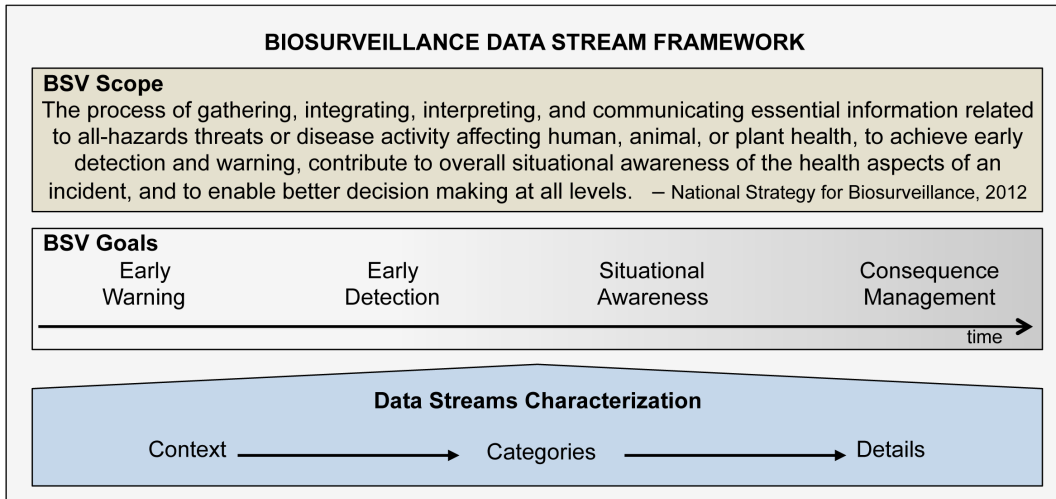 BIOSURVEILLANCE DATA STREAM FRAMEWORK
BSV Scope
The process of gathering, integrating, interpreting, and communicating essential information related
to all-hazards threats or disease activity affecting human, animal, or plant health, to achieve early
detection and warning, contribute to overall situational awareness of the health aspects of an
incident, and to enable better decision making at all levels. – National Strategy for Biosurveillance, 2012
BSV Goals
Early Warning
Early Detection
Situational Awareness
Consequence Management
time
Data Streams Characterization
Context Categories Details